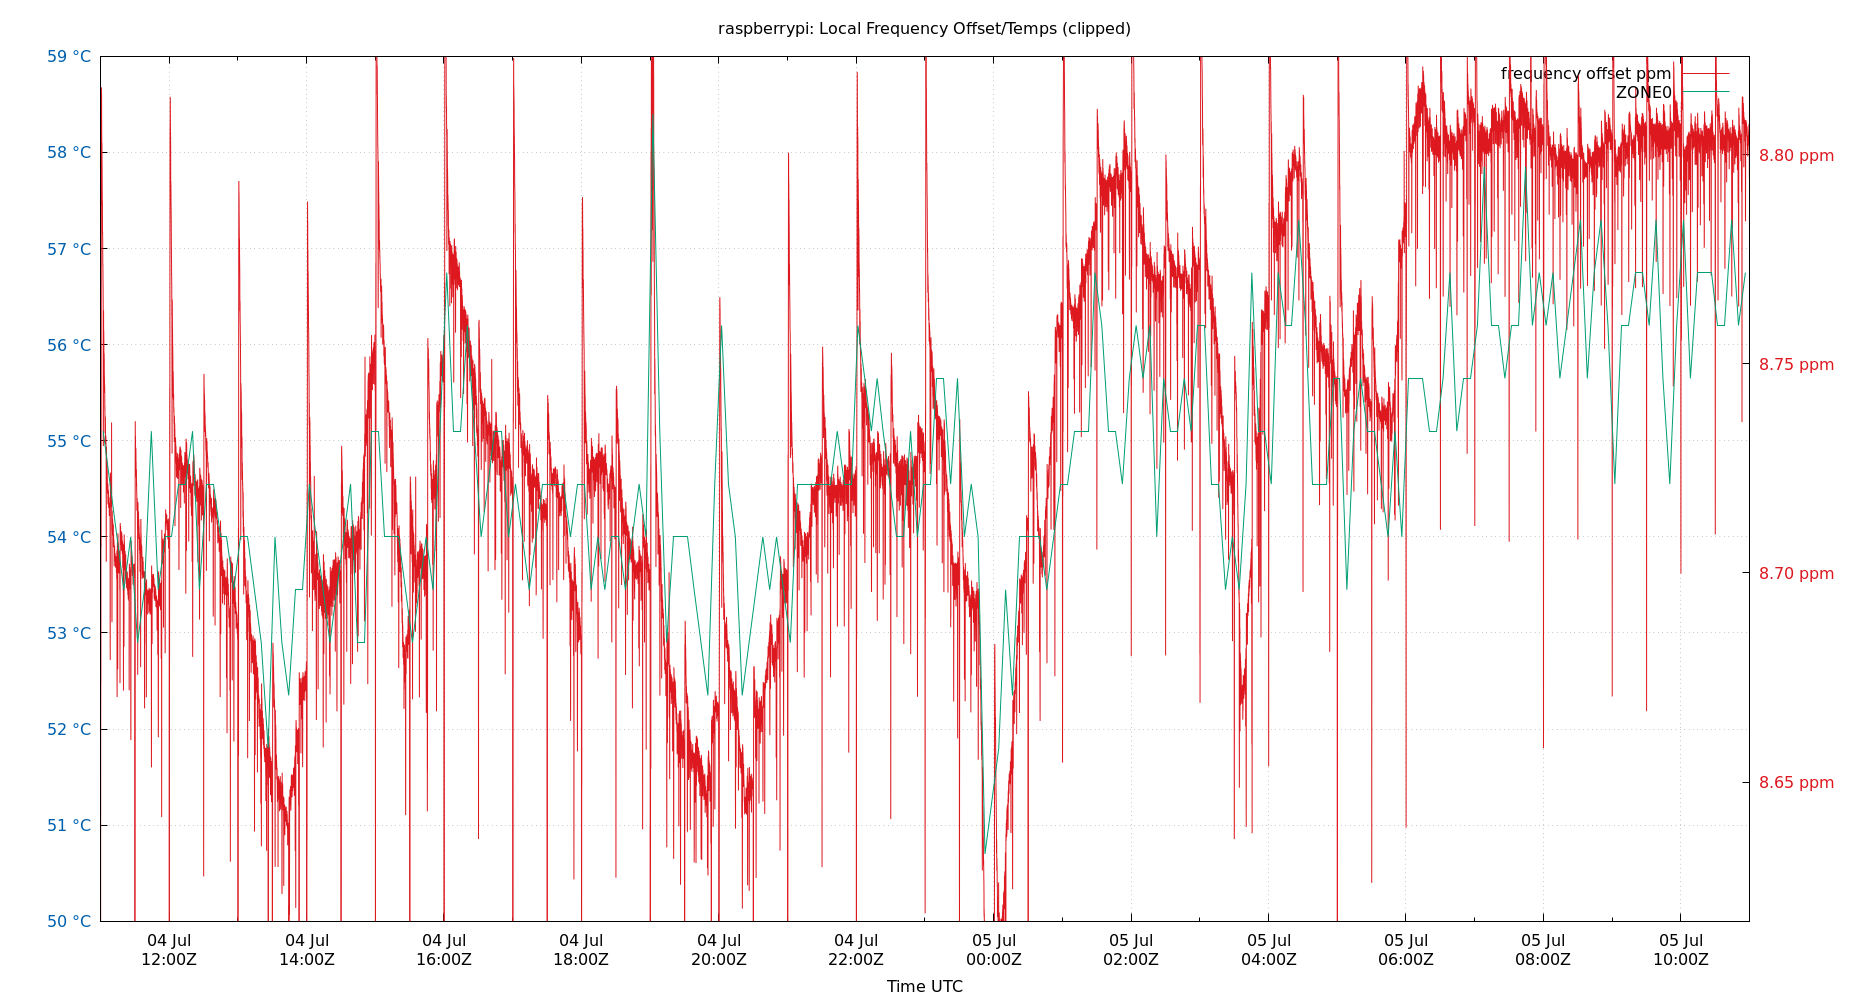 raspberrypi: Local Frequency Offset/Temps (clipped)
59 °C
58 °C
57 °C
56 °C
55 °C
54 °C
53 °C
52 °C
51 °C
50 °C
frequency offset ppm
ZONE0
8.80 ppm
8.75 ppm
8.70 ppm
8.65 ppm
04 Jul
12:00Z
04 Jul
14:00Z
04 Jul
16:00Z
04 Jul
18:00Z
04 Jul
20:00Z
04 Jul
22:00Z
05 Jul
00:00Z
05 Jul
02:00Z
05 Jul
04:00Z
05 Jul
06:00Z
05 Jul
08:00Z
05 Jul
10:00Z
Time UTC